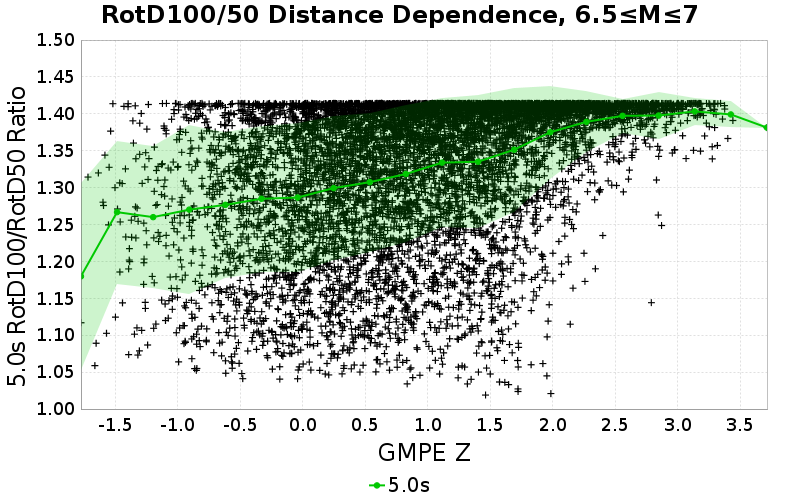 RotD100/50 Distance Dependence, 6.5≤M≤7
5.0s RotD100/RotD50 Ratio
1.50
1.45
1.40
1.35
1.30
1.25
1.20
1.15
1.10
1.05
1.00
-1.5 -1.0 -0.5 0.0 0.5 1.0 1.5 2.0 2.5 3.0 3.5
GMPE Z
5.0s